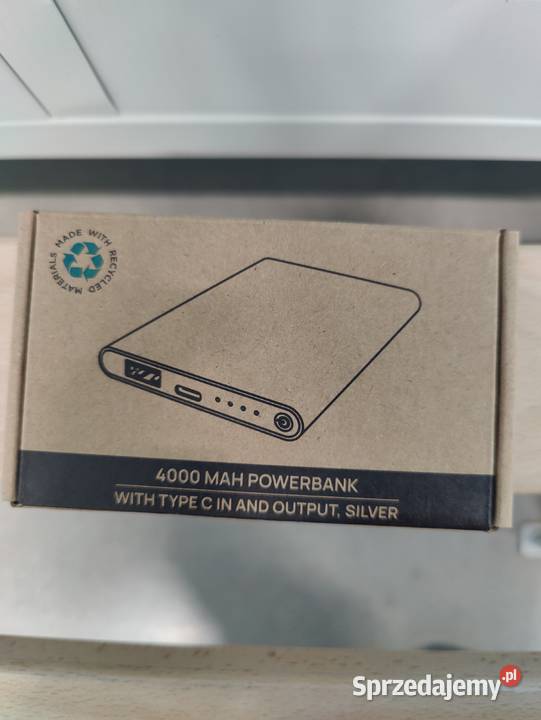 MADE WITH RECYCLED MATERIALS
4000 MAH POWERBANK
WITH TYPE C IN AND OUTPUT, SILVER
Sprzedajemy.pl